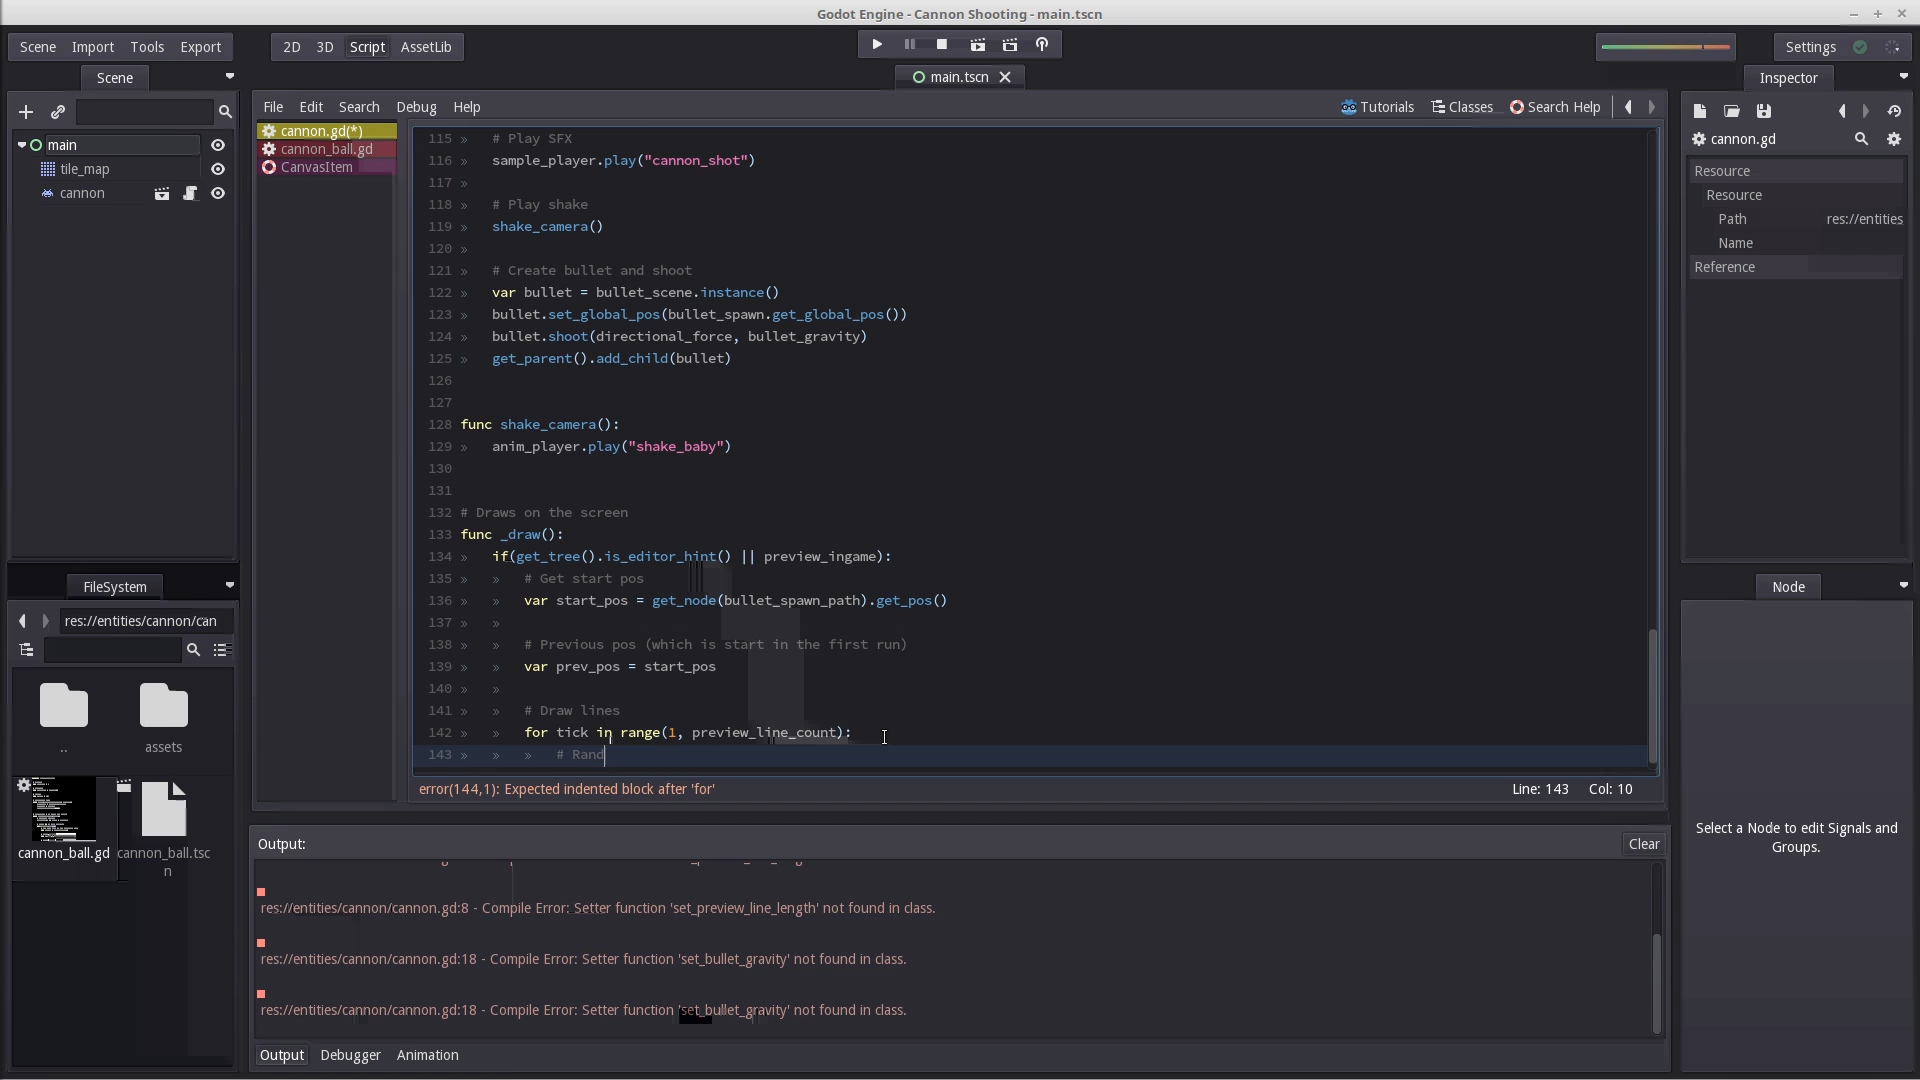 Godot Engine - Cannon Shooting - main.tscn
Scene Import Tools Export
2D 3D Script AssetLib
Settings
Scene
main.tscn
Inspector
File Edit Search Debug Help
Tutorials Classes Search Help
cannon.gd(*)
cannon_ball.gd
CanvasItem
main
tile_map
cannon
115 » # Play SFX
116 » sample_player.play("cannon_shot")
117 »
118 » # Play shake
119 » shake_camera()
120 »
121 » # Create bullet and shoot
122 » var bullet = bullet_scene.instance()
123 » bullet.set_global_pos(bullet_spawn.get_global_pos())
124 » bullet.shoot(directional_force, bullet_gravity)
125 » get_parent().add_child(bullet)
126
127
128 func shake_camera():
129 » anim_player.play("shake_baby")
130
131
132 # Draws on the screen
133 func _draw():
134 » if(get_tree().is_editor_hint() || preview_ingame):
135 » » # Get start pos
136 » » var start_pos = get_node(bullet_spawn_path).get_pos()
137 » »
138 » » # Previous pos (which is start in the first run)
139 » » var prev_pos = start_pos
140 » »
141 » » # Draw lines
142 » » for tick in range(1, preview_line_count):
143 » » » # Rand
error(144,1): Expected indented block after 'for'
Line: 143 Col: 10
cannon.gd
Resource
Resource
Path res://entities
Name
Reference
FileSystem
res://entities/cannon/can
..
assets
cannon_ball.gd
cannon_ball.tsc
n
Node
Select a Node to edit Signals and
Groups.
Output:
Clear
res://entities/cannon/cannon.gd:8 - Compile Error: Setter function 'set_preview_line_length' not found in class.
res://entities/cannon/cannon.gd:18 - Compile Error: Setter function 'set_bullet_gravity' not found in class.
res://entities/cannon/cannon.gd:18 - Compile Error: Setter function 'set_bullet_gravity' not found in class.
Output Debugger Animation